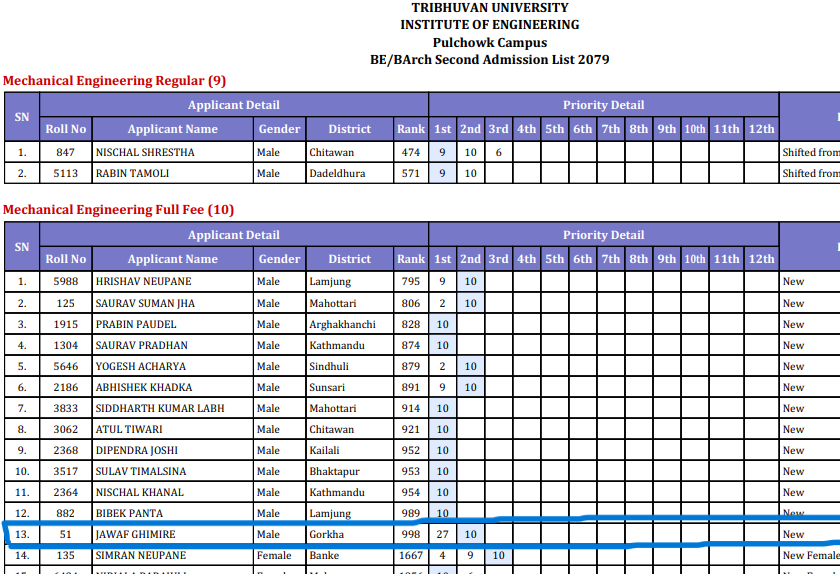 TRIBHUVAN UNIVERSITY
INSTITUTE OF ENGINEERING
Pulchowk Campus
BE/BArch Second Admission List 2079
Mechanical Engineering Regular (9)
SN Applicant Detail Priority Detail
Roll No Applicant Name Gender District Rank 1st 2nd 3rd 4th 5th 6th 7th 8th 9th 10th 11th 12th
1. 847 NISCHAL SHRESTHA Male Chitawan 474 9 10 6 Shifted from
2. 5113 RABIN TAMOLI Male Dadeldhura 571 9 10 Shifted from
Mechanical Engineering Full Fee (10)
SN Applicant Detail Priority Detail
Roll No Applicant Name Gender District Rank 1st 2nd 3rd 4th 5th 6th 7th 8th 9th 10th 11th 12th
1. 5988 HRISHAV NEUPANE Male Lamjung 795 9 10 New
2. 125 SAURAV SUMAN JHA Male Mahottari 806 2 10 New
3. 1915 PRABIN PAUDEL Male Arghakhanchi 828 10 New
4. 1304 SAURAV PRADHAN Male Kathmandu 874 10 New
5. 5646 YOGESH ACHARYA Male Sindhuli 879 2 10 New
6. 2186 ABHISHEK KHADKA Male Sunsari 891 9 10 New
7. 3833 SIDDHARTH KUMAR LABH Male Mahottari 914 10 New
8. 3062 ATUL TIWARI Male Chitawan 921 10 New
9. 2368 DIPENDRA JOSHI Male Kailali 952 10 New
10. 3517 SULAV TIMALSINA Male Bhaktapur 953 10 New
11. 2364 NISCHAL KHANAL Male Kathmandu 954 10 New
12. 882 BIBEK PANTA Male Lamjung 989 10 New
13. 51 JAWAF GHIMIRE Male Gorkha 998 27 10 New
14. 135 SIMRAN NEUPANE Female Banke 1667 4 9 10 New Female